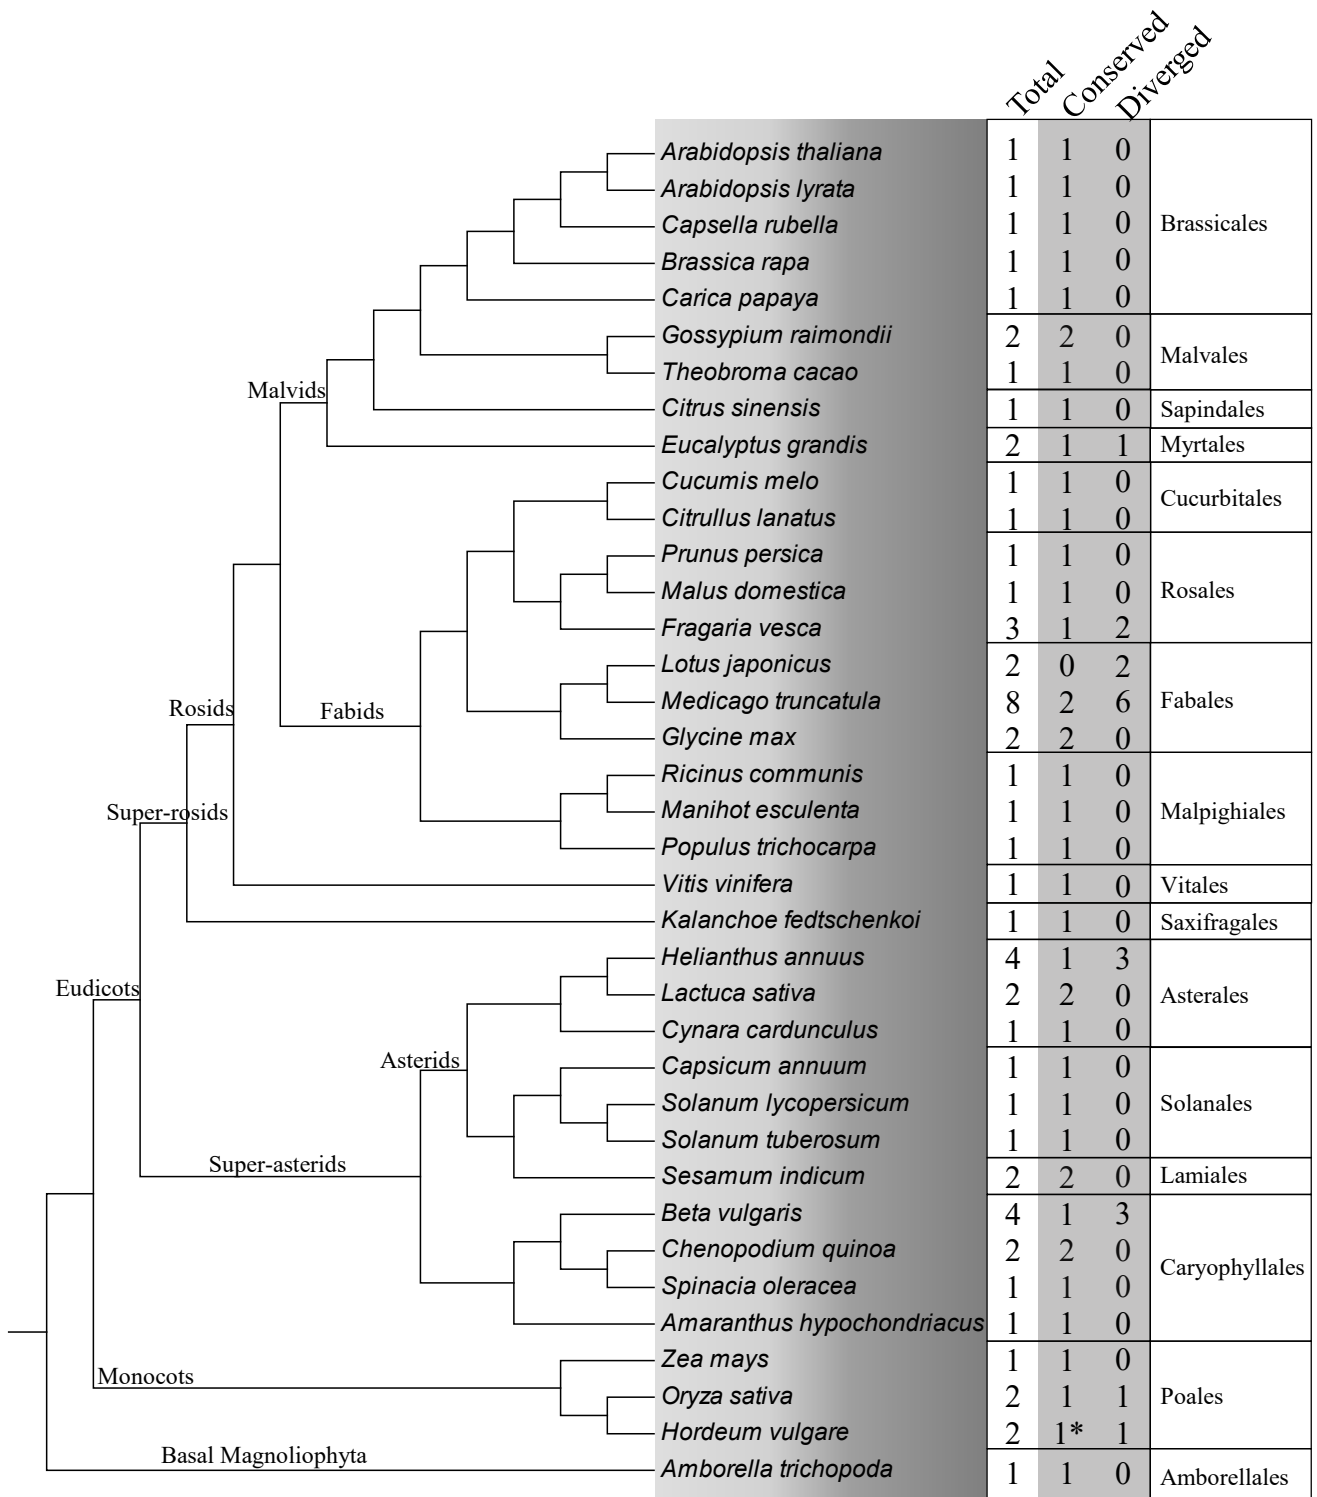 Total Conserved Diverged
Arabidopsis thaliana 1 1 0
Arabidopsis lyrata 1 1 0
Capsella rubella 1 1 0 Brassicales
Brassica rapa 1 1 0
Carica papaya 1 1 0
Gossypium raimondii 2 2 0
Malvales
Theobroma cacao 1 1 0
Malvids
Citrus sinensis 1 1 0 Sapindales
Eucalyptus grandis 2 1 1 Myrtales
Cucumis melo 1 1 0
Cucurbitales
Citrullus lanatus 1 1 0
Prunus persica 1 1 0
Malus domestica 1 1 0 Rosales
Fragaria vesca 3 1 2
Lotus japonicus 2 0 2
Medicago truncatula 8 2 6 Fabales
Rosids Fabids
Glycine max 2 2 0
Ricinus communis 1 1 0
Manihot esculenta 1 1 0 Malpighiales
Super-rosids
Populus trichocarpa 1 1 0
Vitis vinifera 1 1 0 Vitales
Kalanchoe fedtschenkoi 1 1 0 Saxifragales
Helianthus annuus 4 1 3
Eudicots
Lactuca sativa 2 2 0 Asterales
Cynara cardunculus 1 1 0
Asterids
Capsicum annuum 1 1 0
Solanum lycopersicum 1 1 0 Solanales
Solanum tuberosum 1 1 0
Super-asterids
Sesamum indicum 2 2 0 Lamiales
Beta vulgaris 4 1 3
Chenopodium quinoa 2 2 0
Caryophyllales
Spinacia oleracea 1 1 0
Amaranthus hypochondriacus 1 1 0
Zea mays 1 1 0
Monocots
Oryza sativa 2 1 1 Poales
Hordeum vulgare 2 1* 1
Basal Magnoliophyta
Amborella trichopoda 1 1 0 Amborellales